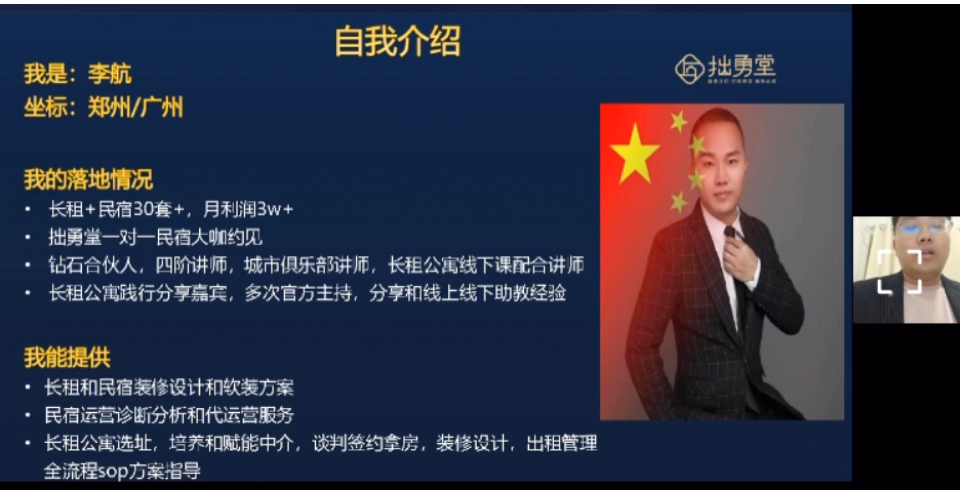 自我介绍
拙勇堂
我是：李航
坐标：郑州/广州
我的落地情况
• 长租+民宿30套+，月利润3w+
• 拙勇堂一对一民宿大咖约见
• 钻石合伙人，四阶讲师，城市俱乐部讲师，长租公寓线下课配合讲师
• 长租公寓践行分享嘉宾，多次官方主持，分享和线上线下助教经验
我能提供
• 长租和民宿装修设计和软装方案
• 民宿运营诊断分析和代运营服务
• 长租公寓选址，培养和赋能中介，谈判签约拿房，装修设计，出租管理
全流程sop方案指导